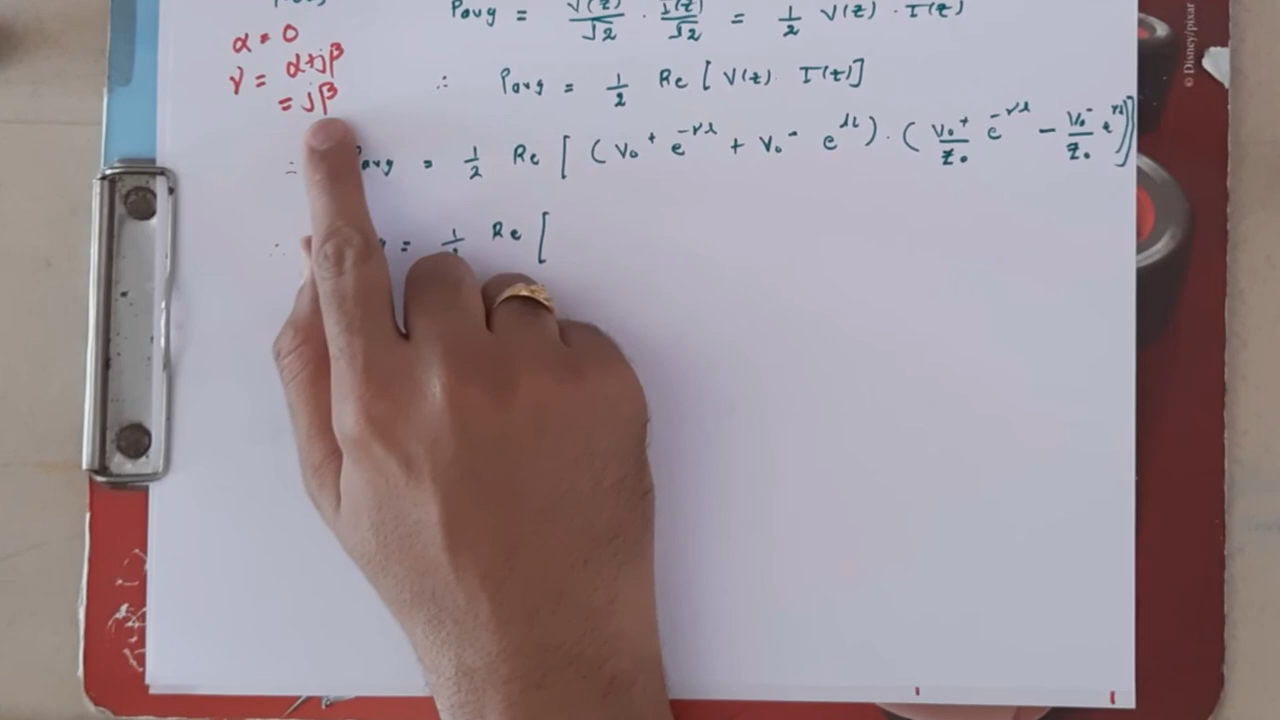 Pavg = V(z)/√2 · I(z)/√2 = 1/2 V(z) · I(z)
α = 0
γ = α+jβ
= jβ
∴ Pavg = 1/2 Re [ V(z) · I(z)]
Pavg = 1/2 Re [ (V₀⁺ e^-γl + V₀⁻ e^γl) · (V₀⁺/Z₀ e^-γl − V₀⁻/Z₀ e^γl)]
∴ = 1/2 Re [
© Disney/pixar